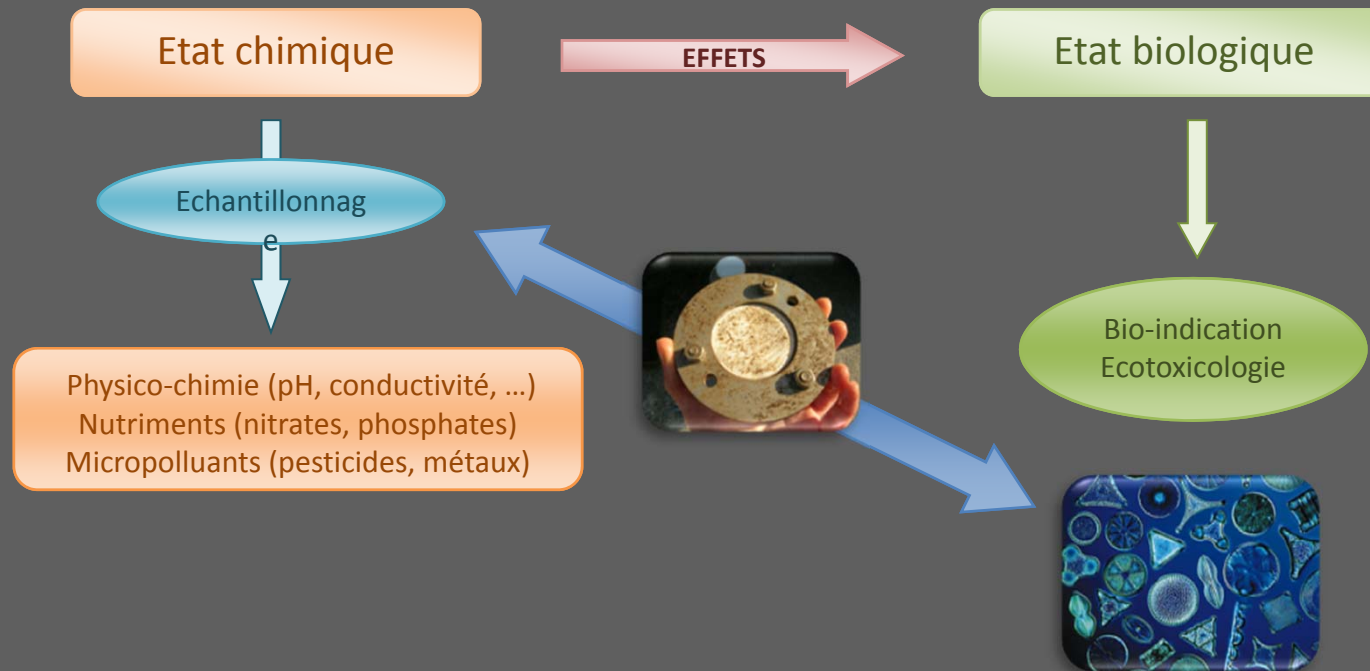 Etat chimique
EFFETS
Etat biologique
Echantillonnag
e
Bio-indication
Ecotoxicologie
Physico-chimie (pH, conductivité, ...)
Nutriments (nitrates, phosphates)
Micropolluants (pesticides, métaux)